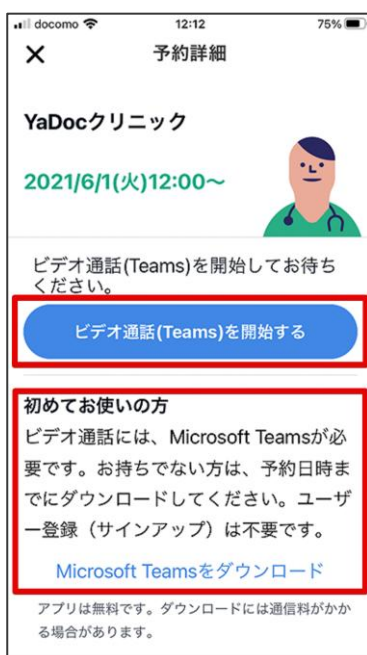 docomo 12:12 75%
× 予約詳細
YaDocクリニック
2021/6/1(火)12:00〜
ビデオ通話(Teams)を開始してお待ち
ください。
ビデオ通話(Teams)を開始する
初めてお使いの方
ビデオ通話には、Microsoft Teamsが必
要です。お持ちでない方は、予約日時ま
でにダウンロードしてください。ユーザ
ー登録（サインアップ）は不要です。
Microsoft Teamsをダウンロード
アプリは無料です。ダウンロードには通信料がかか
る場合があります。